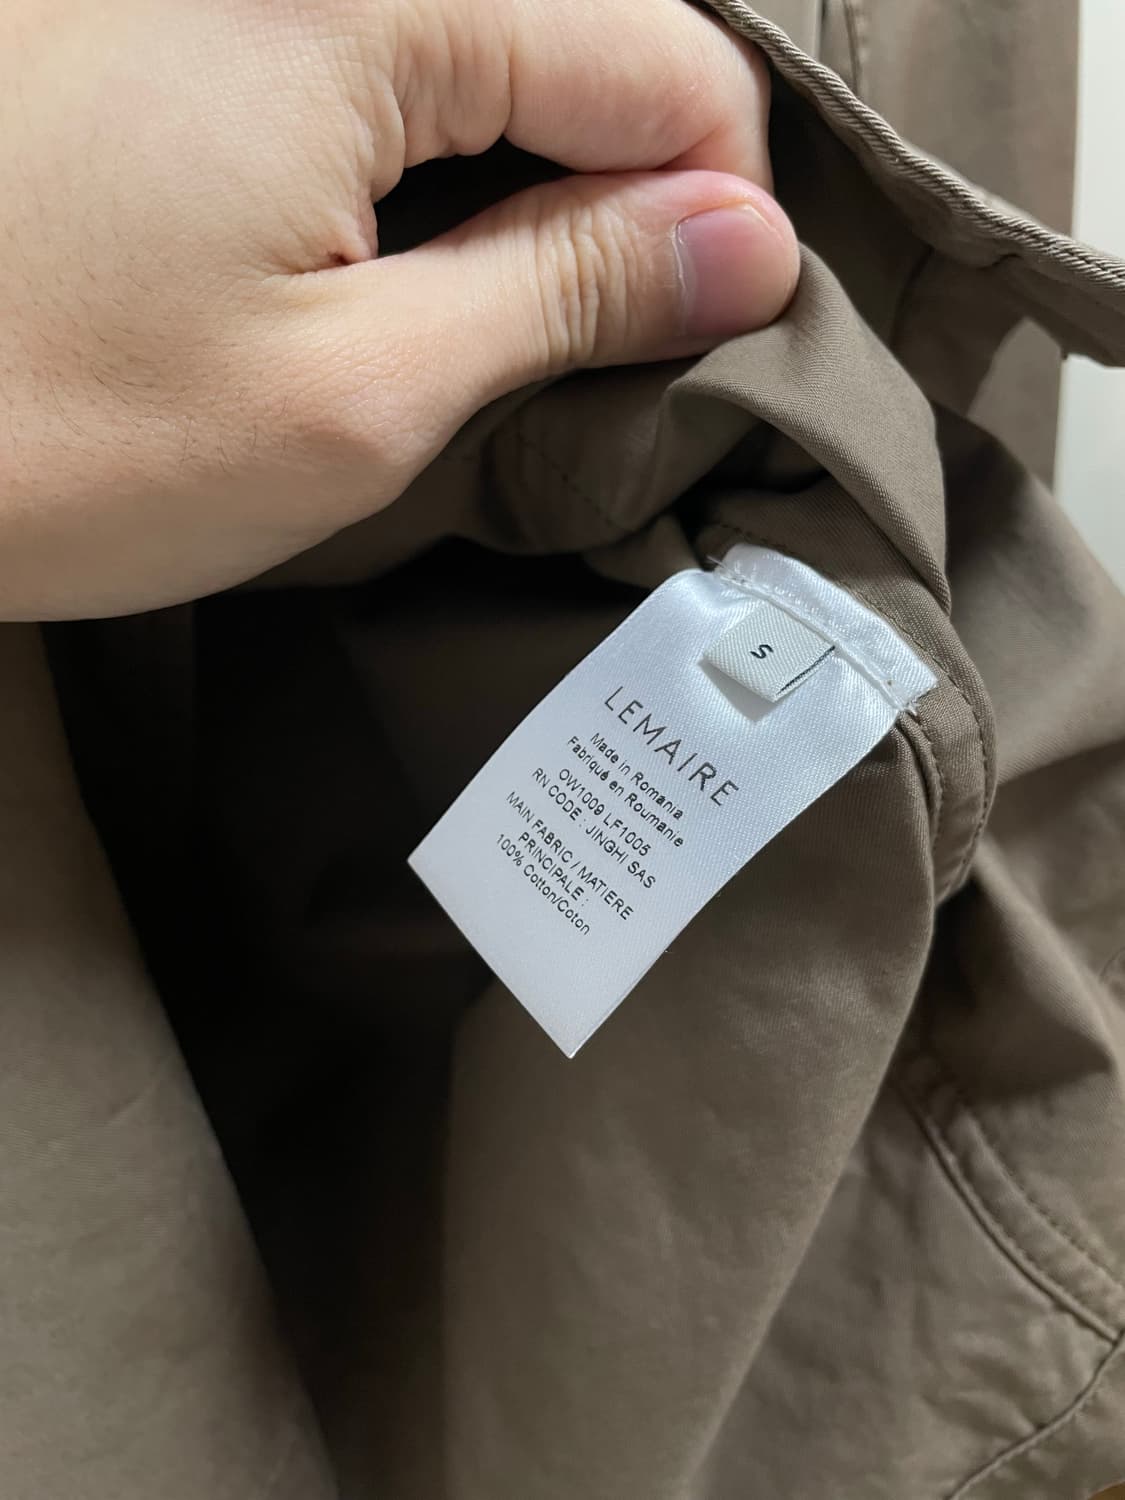 S
LEMAIRE
Made in Romania
Fabriqué en Roumanie
OW1009 LF1005
RN CODE : JINGHI SAS
MAIN FABRIC / MATIERE
PRINCIPALE :
100% Cotton/Coton